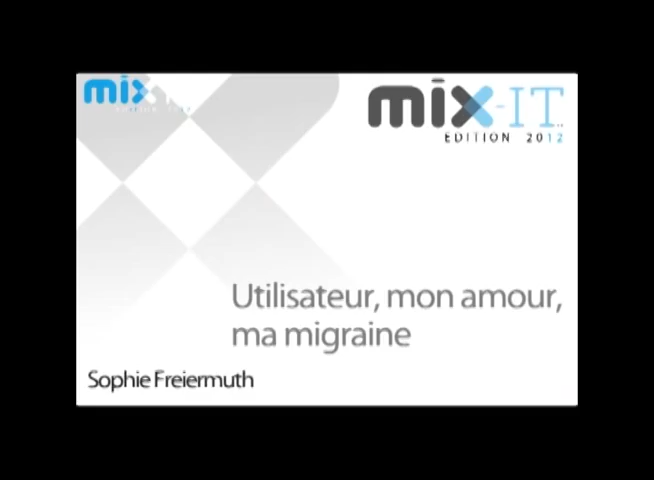 mix
mix-IT
EDITION 2012
Utilisateur, mon amour,
ma migraine
Sophie Freiermuth